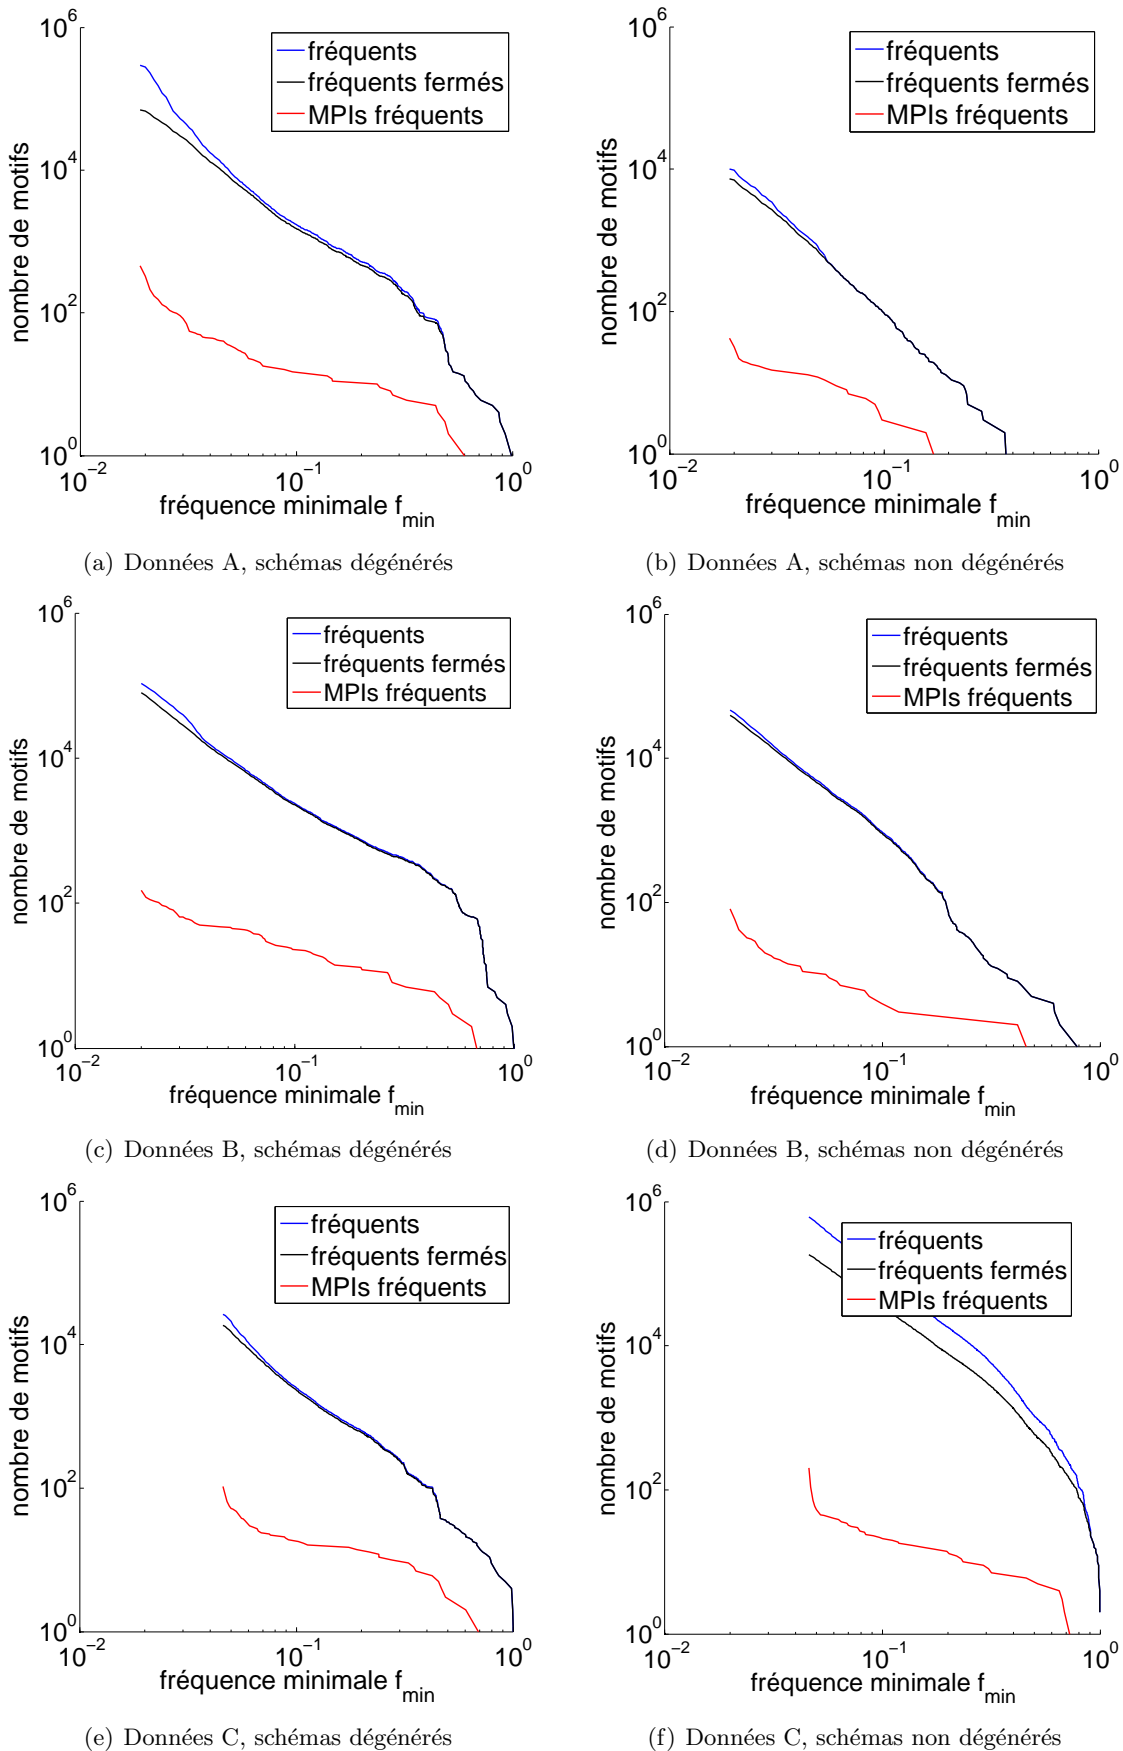 10^6
10^4
10^2
10^0
10^−2
10^−1
10^0
nombre de motifs
fréquence minimale f_min
fréquents
fréquents fermés
MPIs fréquents
(a) Données A, schémas dégénérés
10^6
10^4
10^2
10^0
10^−2
10^−1
10^0
nombre de motifs
fréquence minimale f_min
fréquents
fréquents fermés
MPIs fréquents
(b) Données A, schémas non dégénérés
10^6
10^4
10^2
10^0
10^−2
10^−1
10^0
nombre de motifs
fréquence minimale f_min
fréquents
fréquents fermés
MPIs fréquents
(c) Données B, schémas dégénérés
10^6
10^4
10^2
10^0
10^−2
10^−1
10^0
nombre de motifs
fréquence minimale f_min
fréquents
fréquents fermés
MPIs fréquents
(d) Données B, schémas non dégénérés
10^6
10^4
10^2
10^0
10^−2
10^−1
10^0
nombre de motifs
fréquence minimale f_min
fréquents
fréquents fermés
MPIs fréquents
(e) Données C, schémas dégénérés
10^6
10^4
10^2
10^0
10^−2
10^−1
10^0
nombre de motifs
fréquence minimale f_min
fréquents
fréquents fermés
MPIs fréquents
(f) Données C, schémas non dégénérés